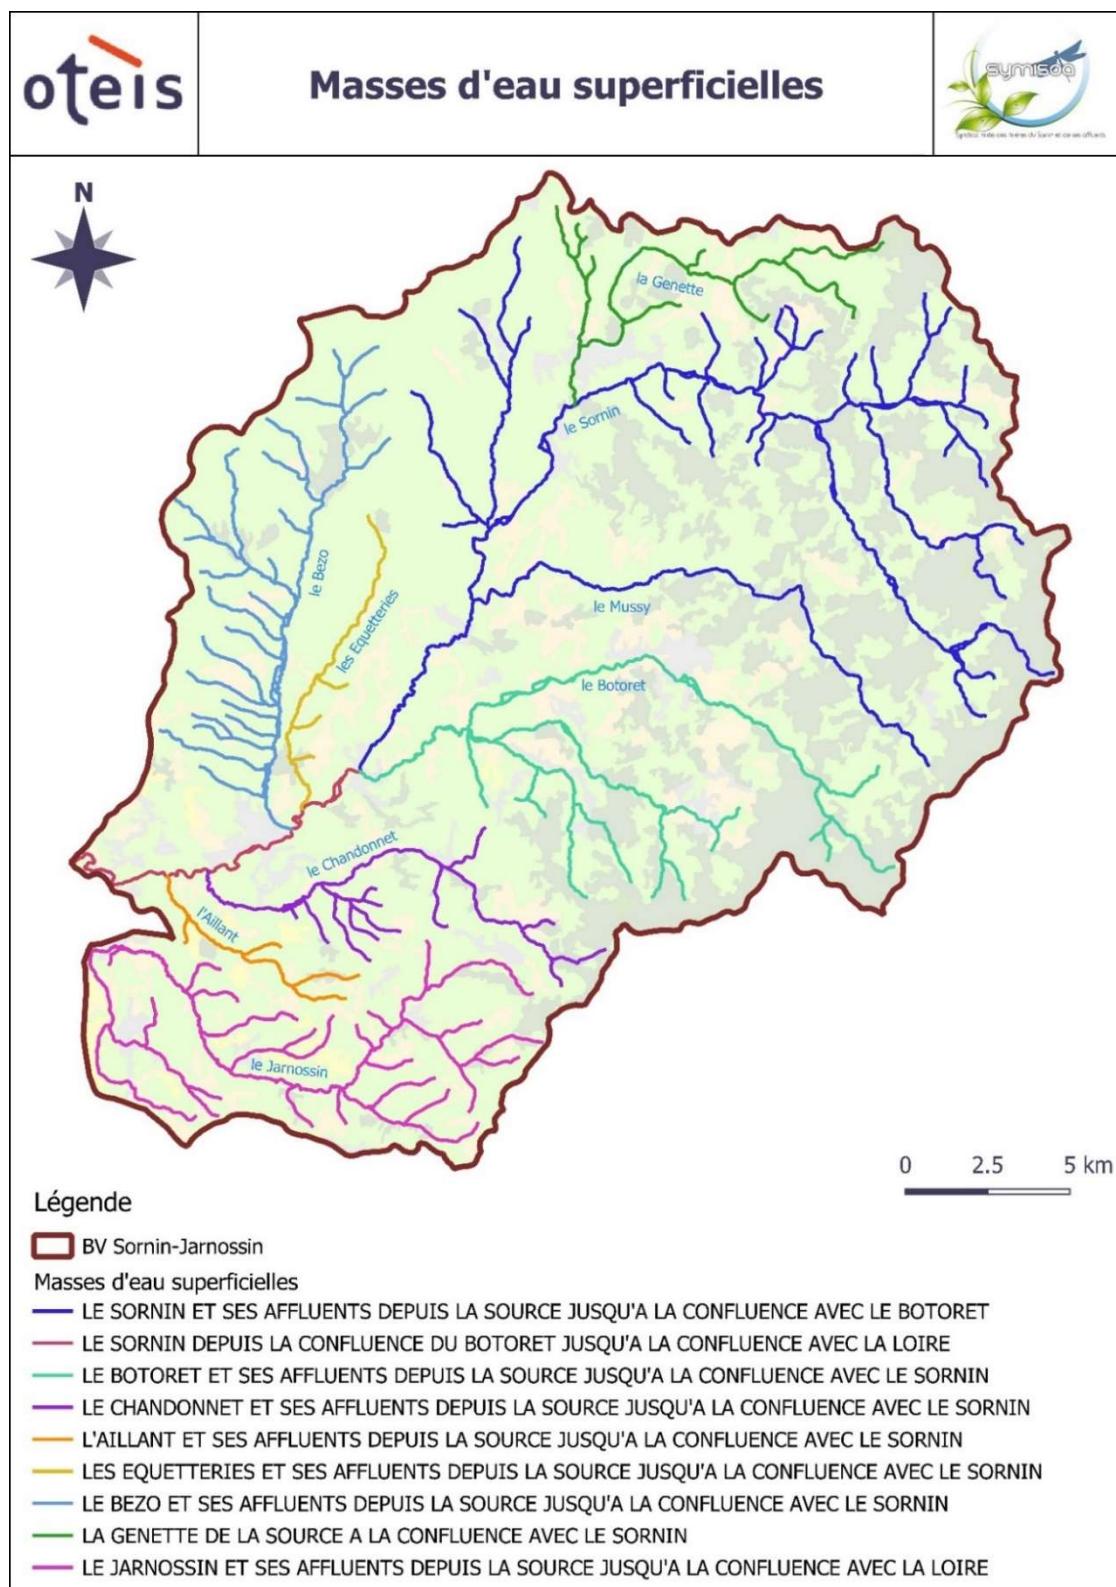 oteis
Masses d'eau superficielles
symisoa
N
la Genette
le Sornin
le Bezo
les Equetteries
le Mussy
le Botoret
le Chandonnet
l'Aillant
le Jarnossin
0 2.5 5 km
Légende
BV Sornin-Jarnossin
Masses d'eau superficielles
LE SORNIN ET SES AFFLUENTS DEPUIS LA SOURCE JUSQU'A LA CONFLUENCE AVEC LE BOTORET
LE SORNIN DEPUIS LA CONFLUENCE DU BOTORET JUSQU'A LA CONFLUENCE AVEC LA LOIRE
LE BOTORET ET SES AFFLUENTS DEPUIS LA SOURCE JUSQU'A LA CONFLUENCE AVEC LE SORNIN
LE CHANDONNET ET SES AFFLUENTS DEPUIS LA SOURCE JUSQU'A LA CONFLUENCE AVEC LE SORNIN
L'AILLANT ET SES AFFLUENTS DEPUIS LA SOURCE JUSQU'A LA CONFLUENCE AVEC LE SORNIN
LES EQUETTERIES ET SES AFFLUENTS DEPUIS LA SOURCE JUSQU'A LA CONFLUENCE AVEC LE SORNIN
LE BEZO ET SES AFFLUENTS DEPUIS LA SOURCE JUSQU'A LA CONFLUENCE AVEC LE SORNIN
LA GENETTE DE LA SOURCE A LA CONFLUENCE AVEC LE SORNIN
LE JARNOSSIN ET SES AFFLUENTS DEPUIS LA SOURCE JUSQU'A LA CONFLUENCE AVEC LA LOIRE